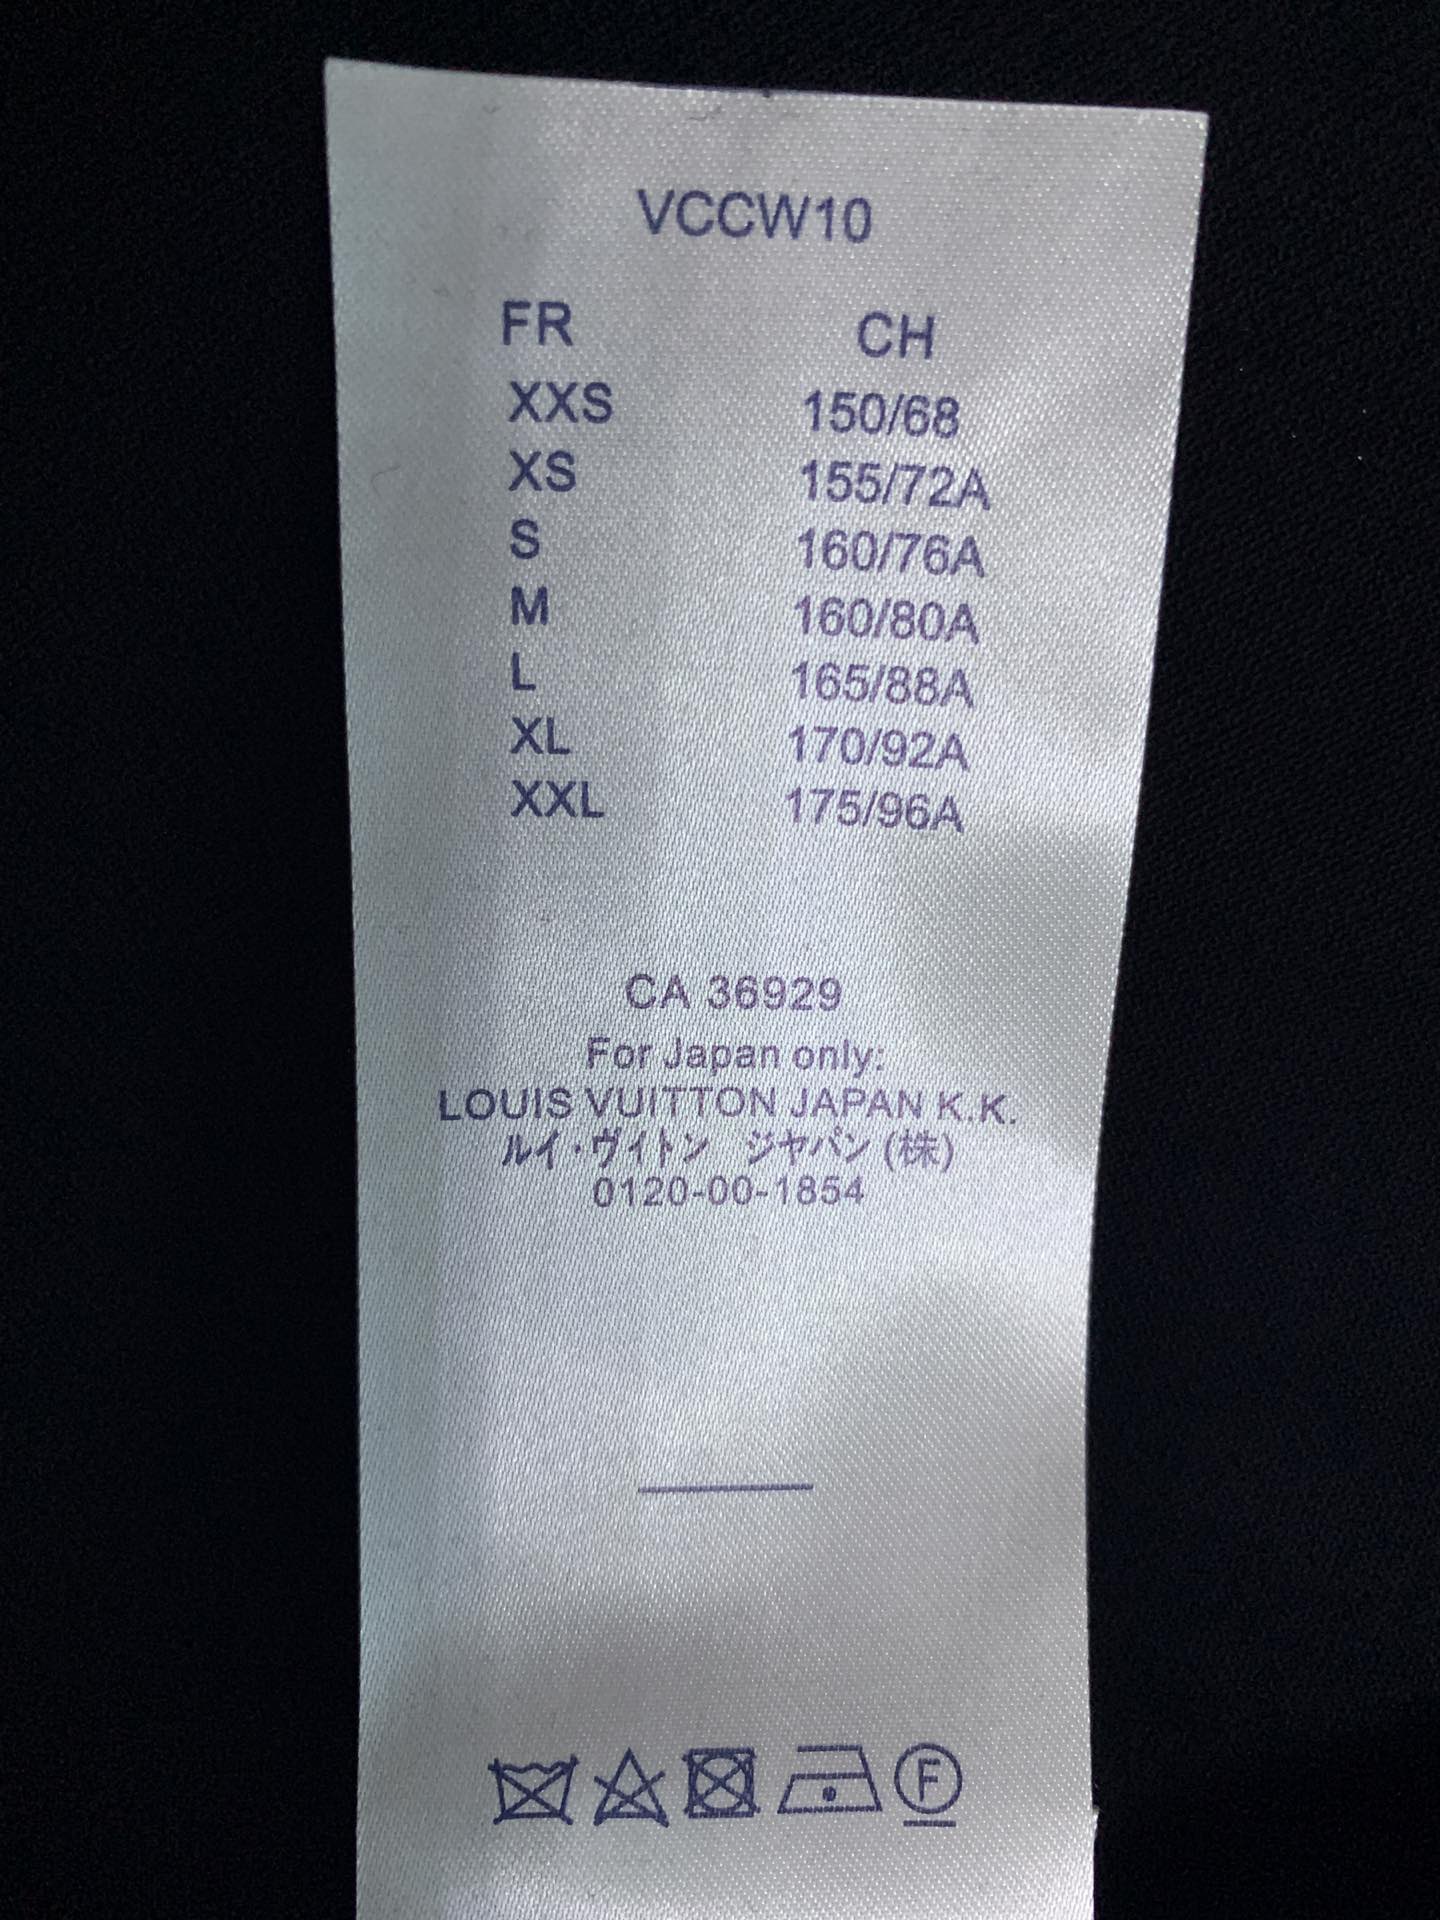 VCCW10
FR CH
XXS 150/68
XS 155/72A
S 160/76A
M 160/80A
L 165/88A
XL 170/92A
XXL 175/96A
CA 36929
For Japan only:
LOUIS VUITTON JAPAN K.K.
ルイ・ヴィトン ジャパン(株)
0120-00-1854
F